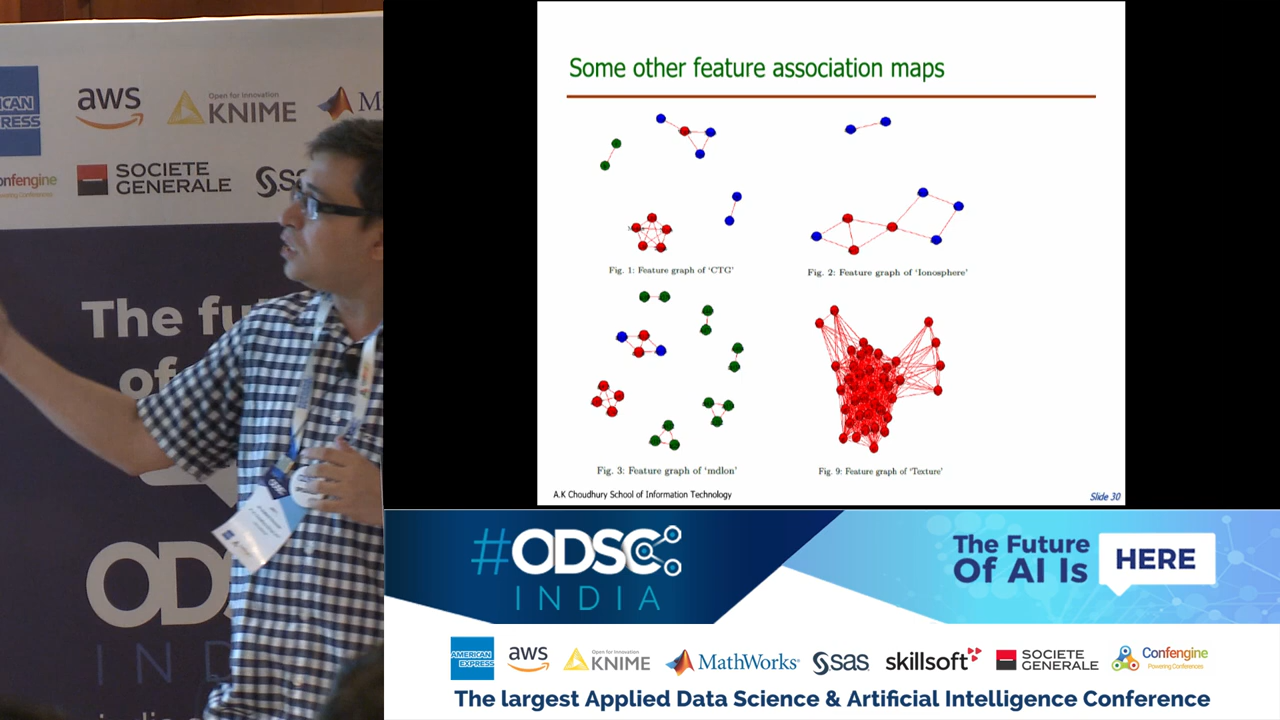 AWS
Open for Innovation
KNIME
SOCIETE
GENERALE
onfengine
Powering Conferences
The fu
of
OD
IND
Some other feature association maps
Fig. 1: Feature graph of 'CTG'
Fig. 2: Feature graph of 'Ionosphere'
Fig. 3: Feature graph of 'mdlon'
Fig. 9: Feature graph of 'Texture'
A.K Choudhury School of Information Technology
Slide 30
#ODSC
INDIA
The Future
Of AI Is
HERE
AMERICAN
EXPRESS
aws
Open for Innovation
KNIME
MathWorks®
sas
skillsoft
SOCIETE
GENERALE
Confengine
Powering Conferences
The largest Applied Data Science & Artificial Intelligence Conference